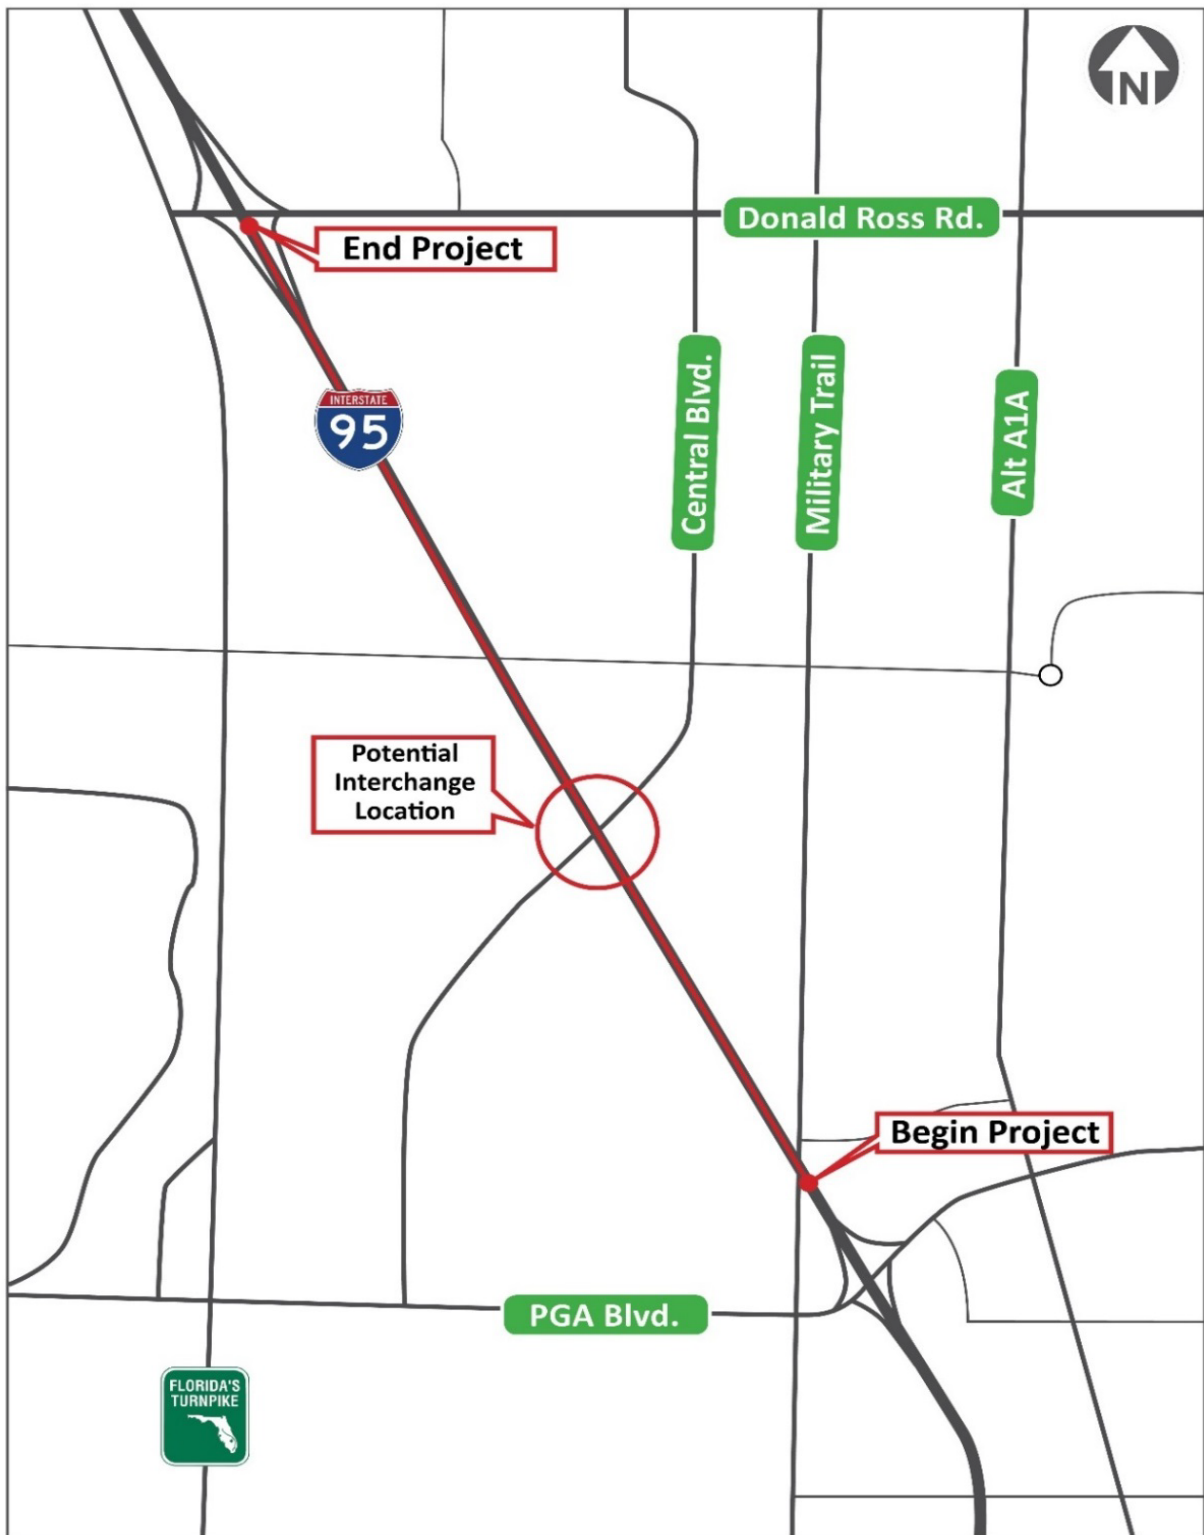 N
Donald Ross Rd.
End Project
INTERSTATE
95
Central Blvd.
Military Trail
Alt A1A
Potential
Interchange
Location
Begin Project
PGA Blvd.
FLORIDA'S
TURNPIKE